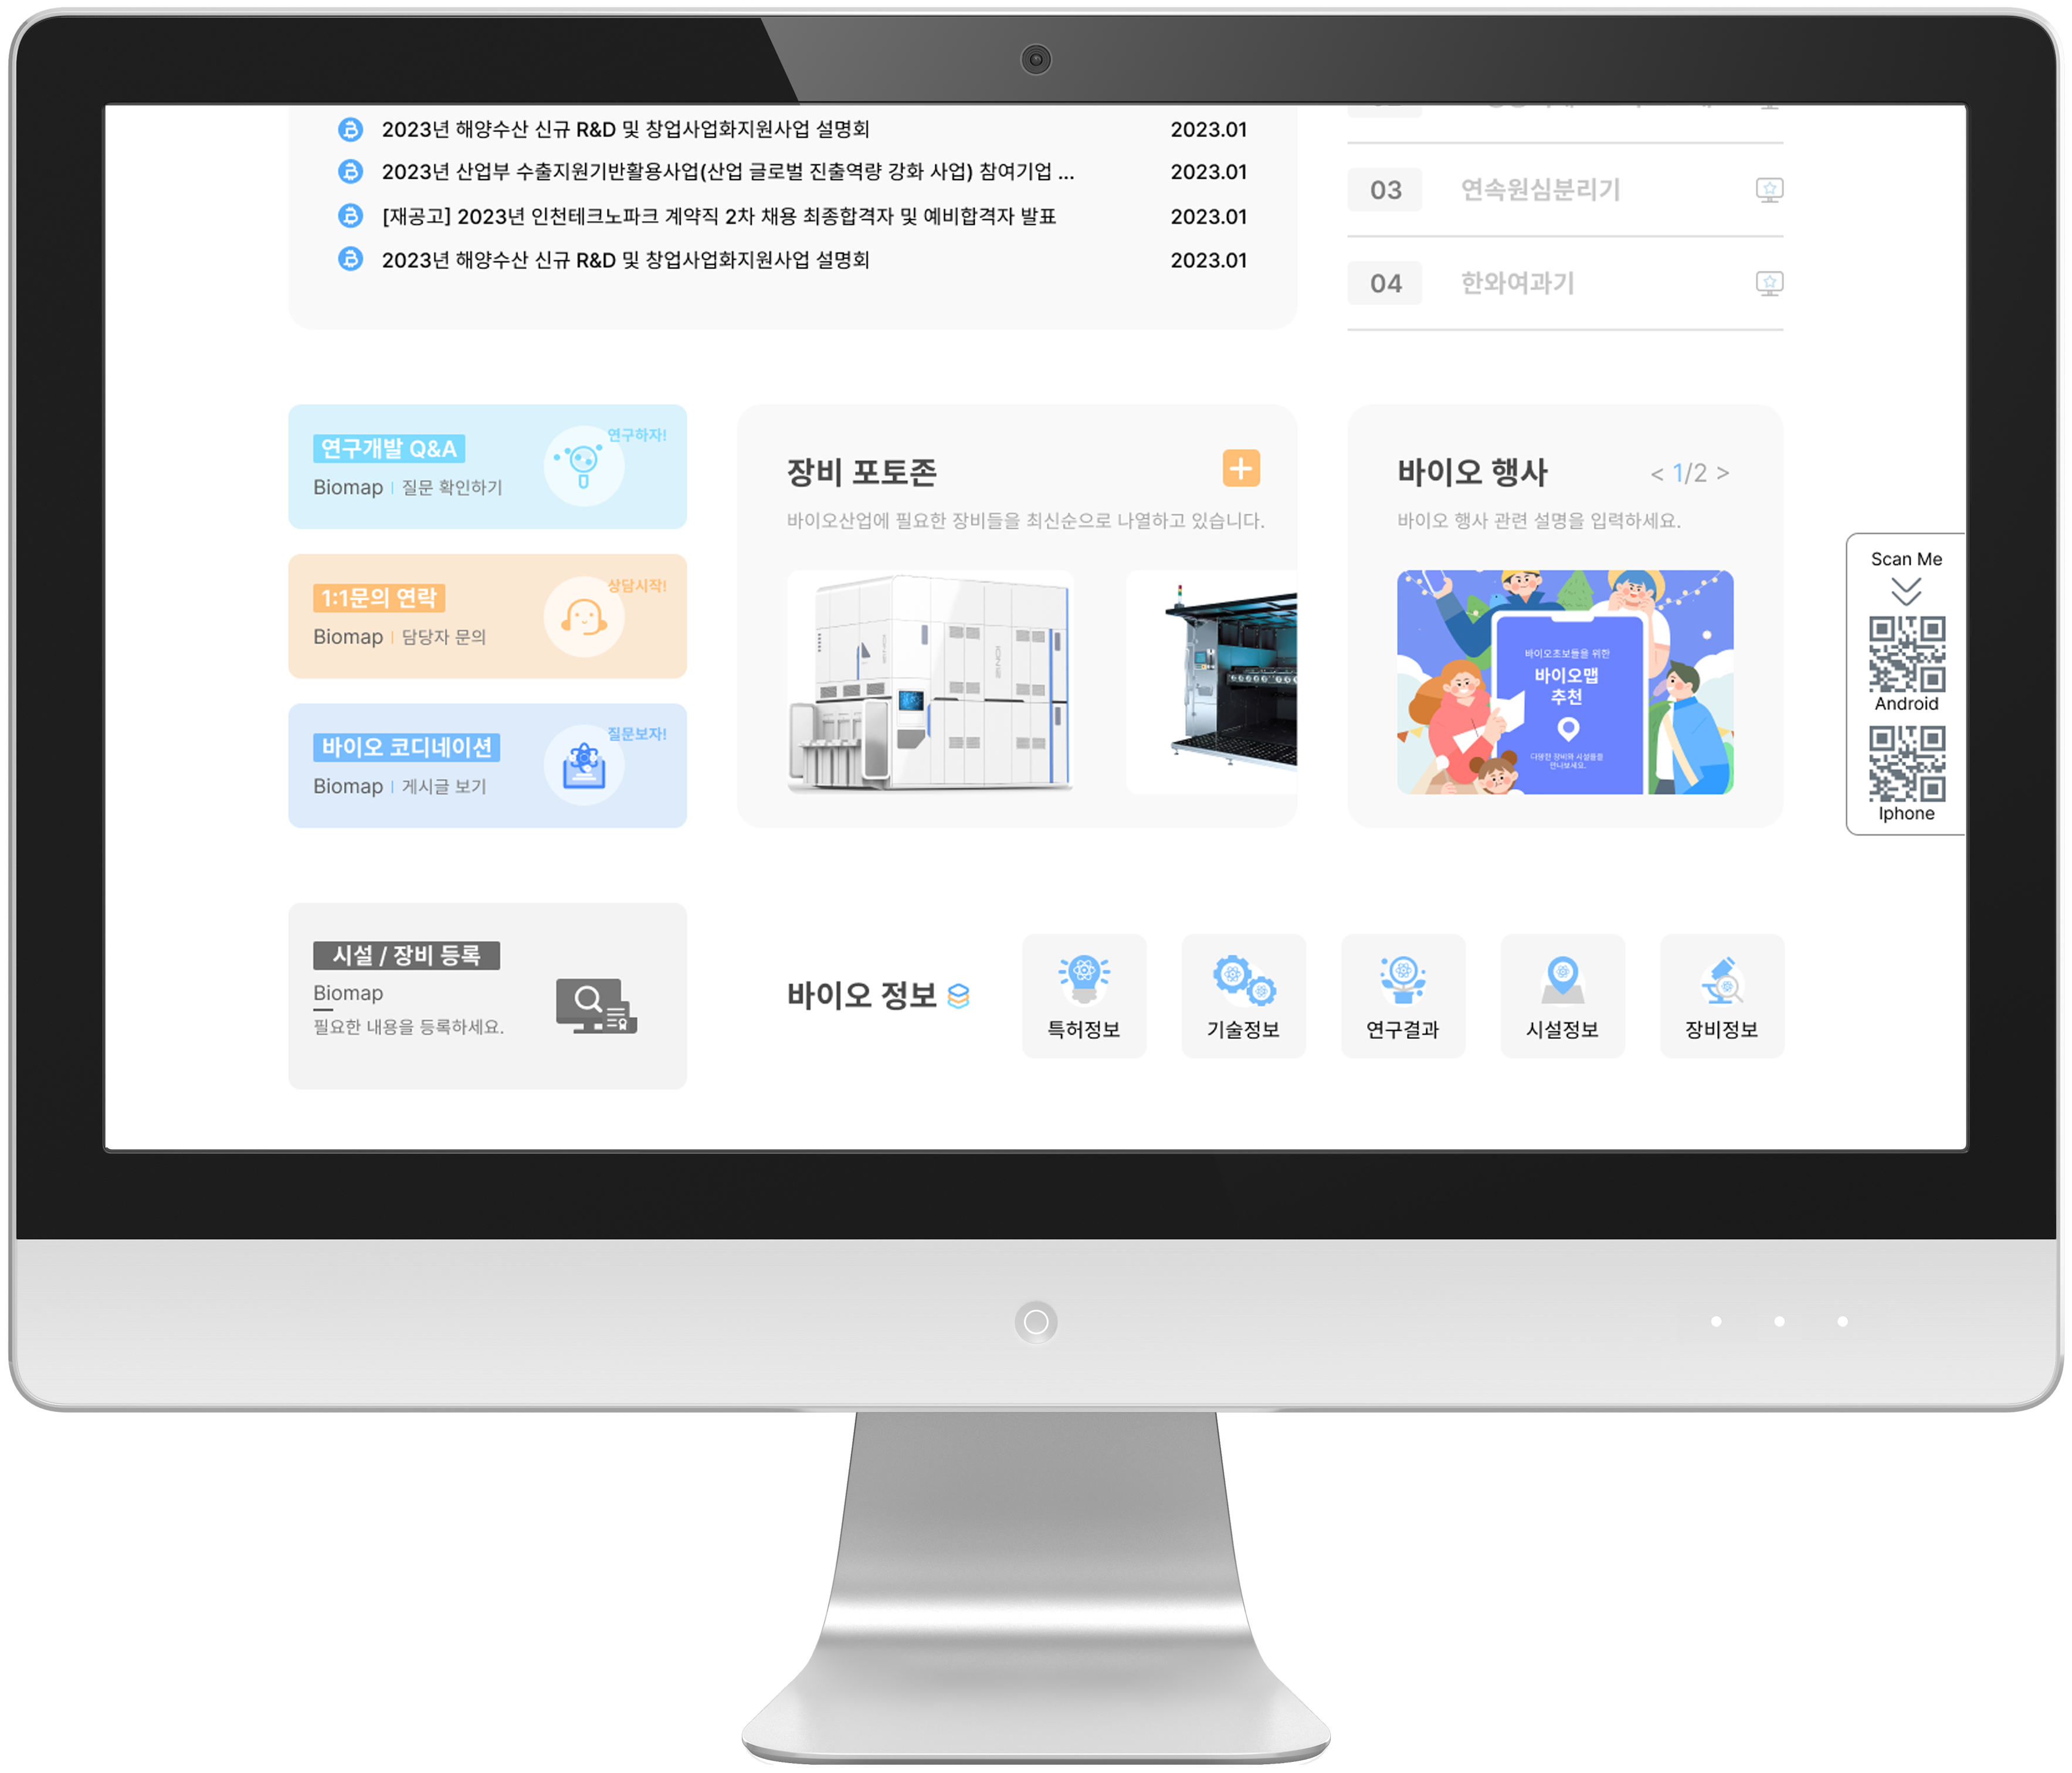 2023년 해양수산 신규 R&D 및 창업사업화지원사업 설명회 2023.01
2023년 산업부 수출지원기반활용사업(산업 글로벌 진출역량 강화 사업) 참여기업 ... 2023.01
[재공고] 2023년 인천테크노파크 계약직 2차 채용 최종합격자 및 예비합격자 발표 2023.01
2023년 해양수산 신규 R&D 및 창업사업화지원사업 설명회 2023.01
03 연속원심분리기
04 한와여과기
연구개발 Q&A
연구하자!
Biomap | 질문 확인하기
1:1문의 연락
상담시작!
Biomap | 담당자 문의
바이오 코디네이션
질문보자!
Biomap | 게시글 보기
장비 포토존
바이오산업에 필요한 장비들을 최신순으로 나열하고 있습니다.
바이오 행사
< 1/2 >
바이오 행사 관련 설명을 입력하세요.
바이오초보들을 위한
바이오맵
추천
다양한 장비와 시설들을
만나보세요.
Scan Me
Android
Iphone
시설 / 장비 등록
Biomap
필요한 내용을 등록하세요.
바이오 정보
특허정보
기술정보
연구결과
시설정보
장비정보